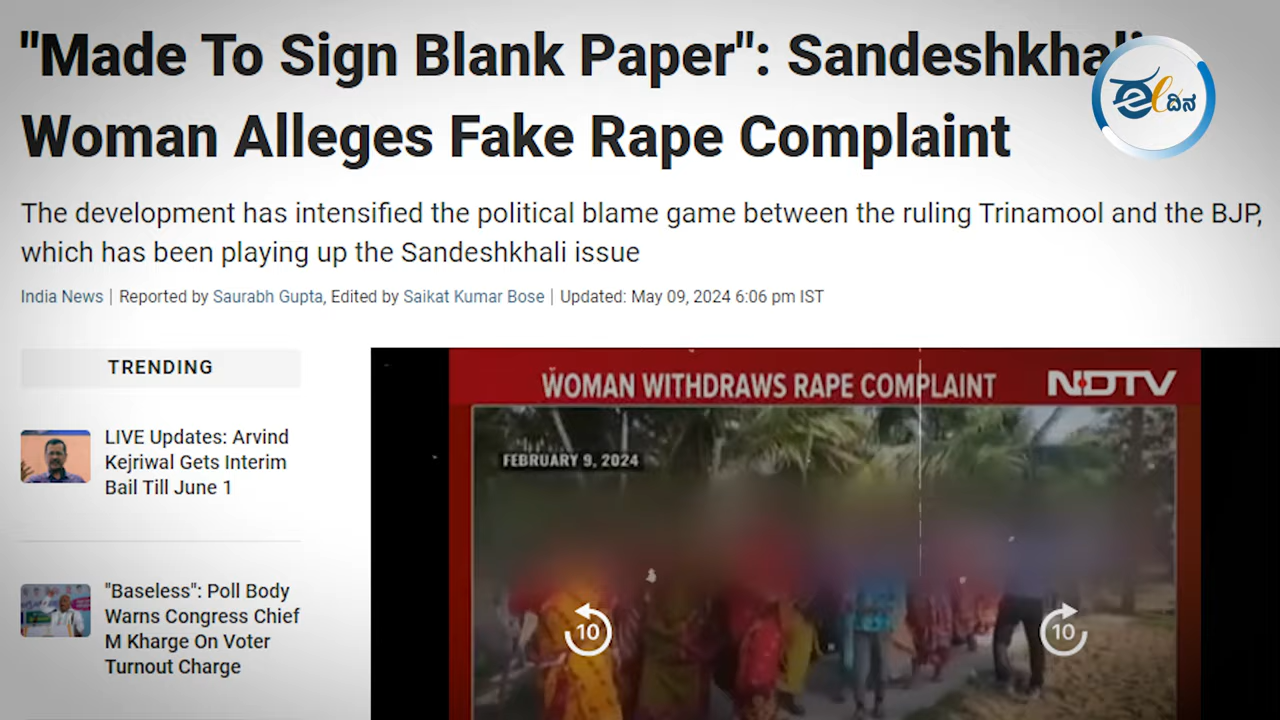 "Made To Sign Blank Paper": Sandeshkhali
Woman Alleges Fake Rape Complaint
The development has intensified the political blame game between the ruling Trinamool and the BJP,
which has been playing up the Sandeshkhali issue
India News | Reported by Saurabh Gupta, Edited by Saikat Kumar Bose | Updated: May 09, 2024 6:06 pm IST
TRENDING
LIVE Updates: Arvind
Kejriwal Gets Interim
Bail Till June 1
"Baseless": Poll Body
Warns Congress Chief
M Kharge On Voter
Turnout Charge
WOMAN WITHDRAWS RAPE COMPLAINT
NDTV
FEBRUARY 9, 2024
10
10
ದಿನ